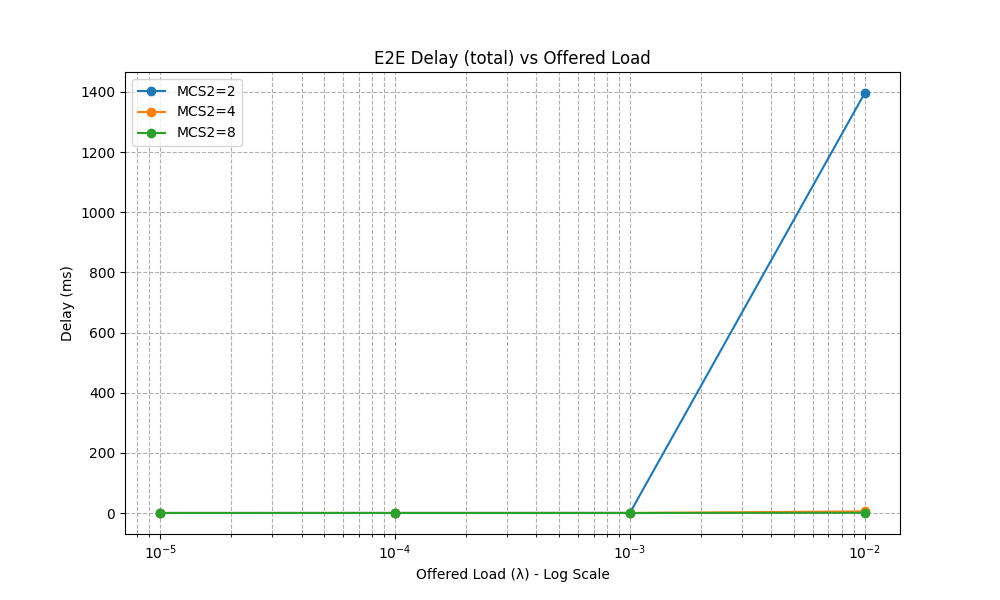 E2E Delay (total) vs Offered Load
MCS2=2
MCS2=4
MCS2=8
1400
1200
1000
800
600
400
200
0
Delay (ms)
10⁻⁵
10⁻⁴
10⁻³
10⁻²
Offered Load (λ) - Log Scale